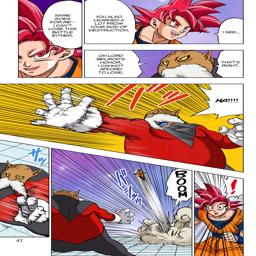 YOU ALSO
LEARNED A
LOT FROM
YOUR GOD OF
DESTRUCTION.
I SEE...
SAME
GOES
FOR ME--
I CAN'T
LOSE THIS
BATTLE
EITHER.
THAT'S
RIGHT.
ON LORD
BELMOD'S
HONOR,
I CANNOT
AFFORD
TO LOSE.
HA!!!!
BOOM
!
41